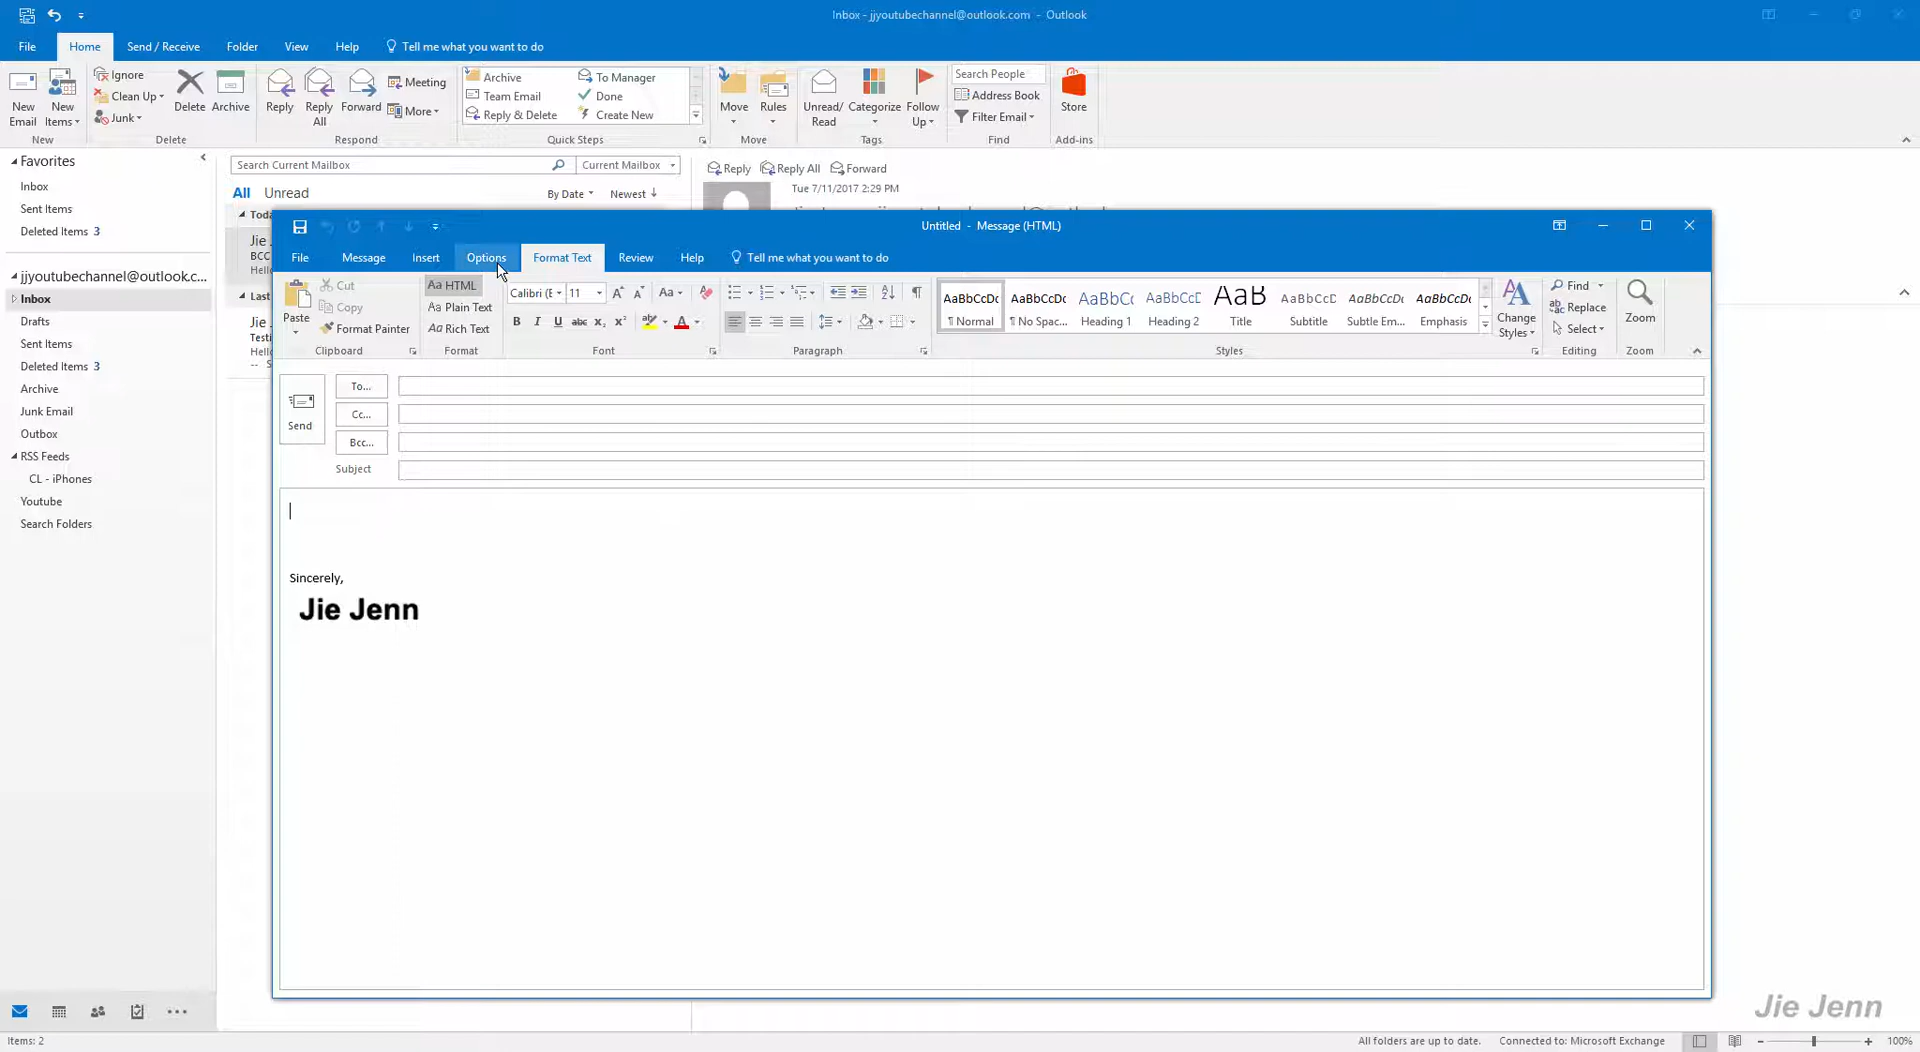 Inbox - jjyoutubechannel@outlook.com - Outlook
File Home Send / Receive Folder View Help Tell me what you want to do
New Email
New Items
Ignore
Clean Up
Junk
Delete
Archive
Reply
Reply All
Forward
Meeting
More
Archive To Manager
Team Email Done
Reply & Delete Create New
Move
Rules
Unread/ Read
Categorize
Follow Up
Search People
Address Book
Filter Email
Store
New Delete Respond Quick Steps Move Tags Find Add-ins
Favorites
Inbox
Sent Items
Deleted Items 3
jjyoutubechannel@outlook.c...
Inbox
Drafts
Sent Items
Deleted Items 3
Archive
Junk Email
Outbox
RSS Feeds
CL - iPhones
Youtube
Search Folders
Search Current Mailbox Current Mailbox
All Unread By Date Newest
Reply Reply All Forward
Tue 7/11/2017 2:29 PM
Untitled - Message (HTML)
File Message Insert Options Format Text Review Help Tell me what you want to do
Paste
Cut
Copy
Format Painter
Aa HTML
Aa Plain Text
Aa Rich Text
Calibri (E 11
AaBbCcDc AaBbCcDc AaBbCc AaBbCcD AaB AaBbCcD AaBbCcDc AaBbCcDc
¶ Normal ¶ No Spac... Heading 1 Heading 2 Title Subtitle Subtle Em... Emphasis
Change Styles
Find
Replace
Select
Zoom
Clipboard Format Font Paragraph Styles Editing Zoom
Send
To...
Cc...
Bcc...
Subject
Sincerely,
Jie Jenn
Jie Jenn
Items: 2 All folders are up to date. Connected to: Microsoft Exchange 100%